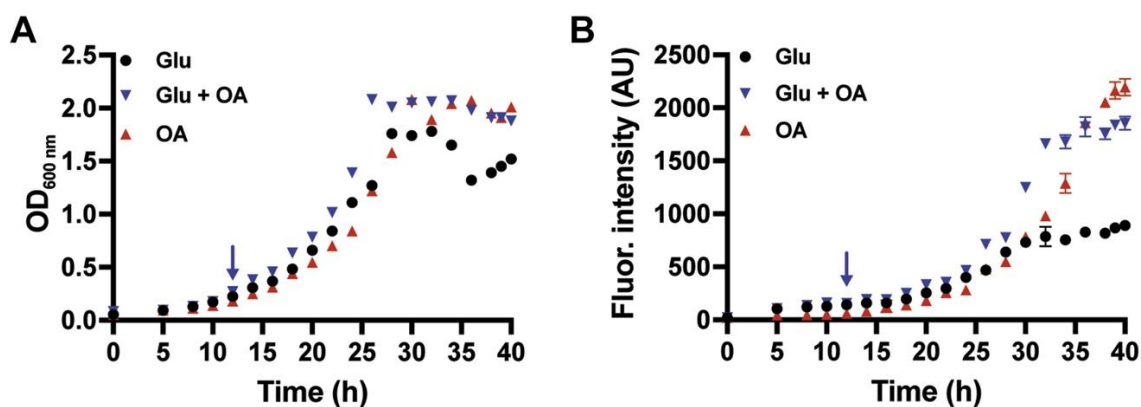 A
Glu
Glu + OA
OA
2.5
2.0
1.5
1.0
0.5
0.0
OD600 nm
0 5 10 15 20 25 30 35 40
Time (h)
B
Glu
Glu + OA
OA
2500
2000
1500
1000
500
0
Fluor. intensity (AU)
0 5 10 15 20 25 30 35 40
Time (h)